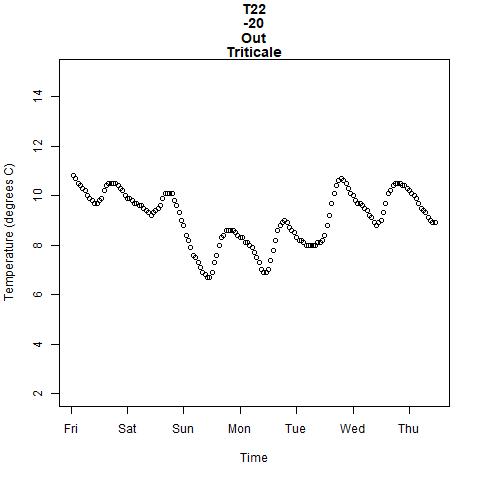 T22
-20
Out
Triticale
14
12
10
8
6
4
2
Temperature (degrees C)
Fri Sat Sun Mon Tue Wed Thu
Time